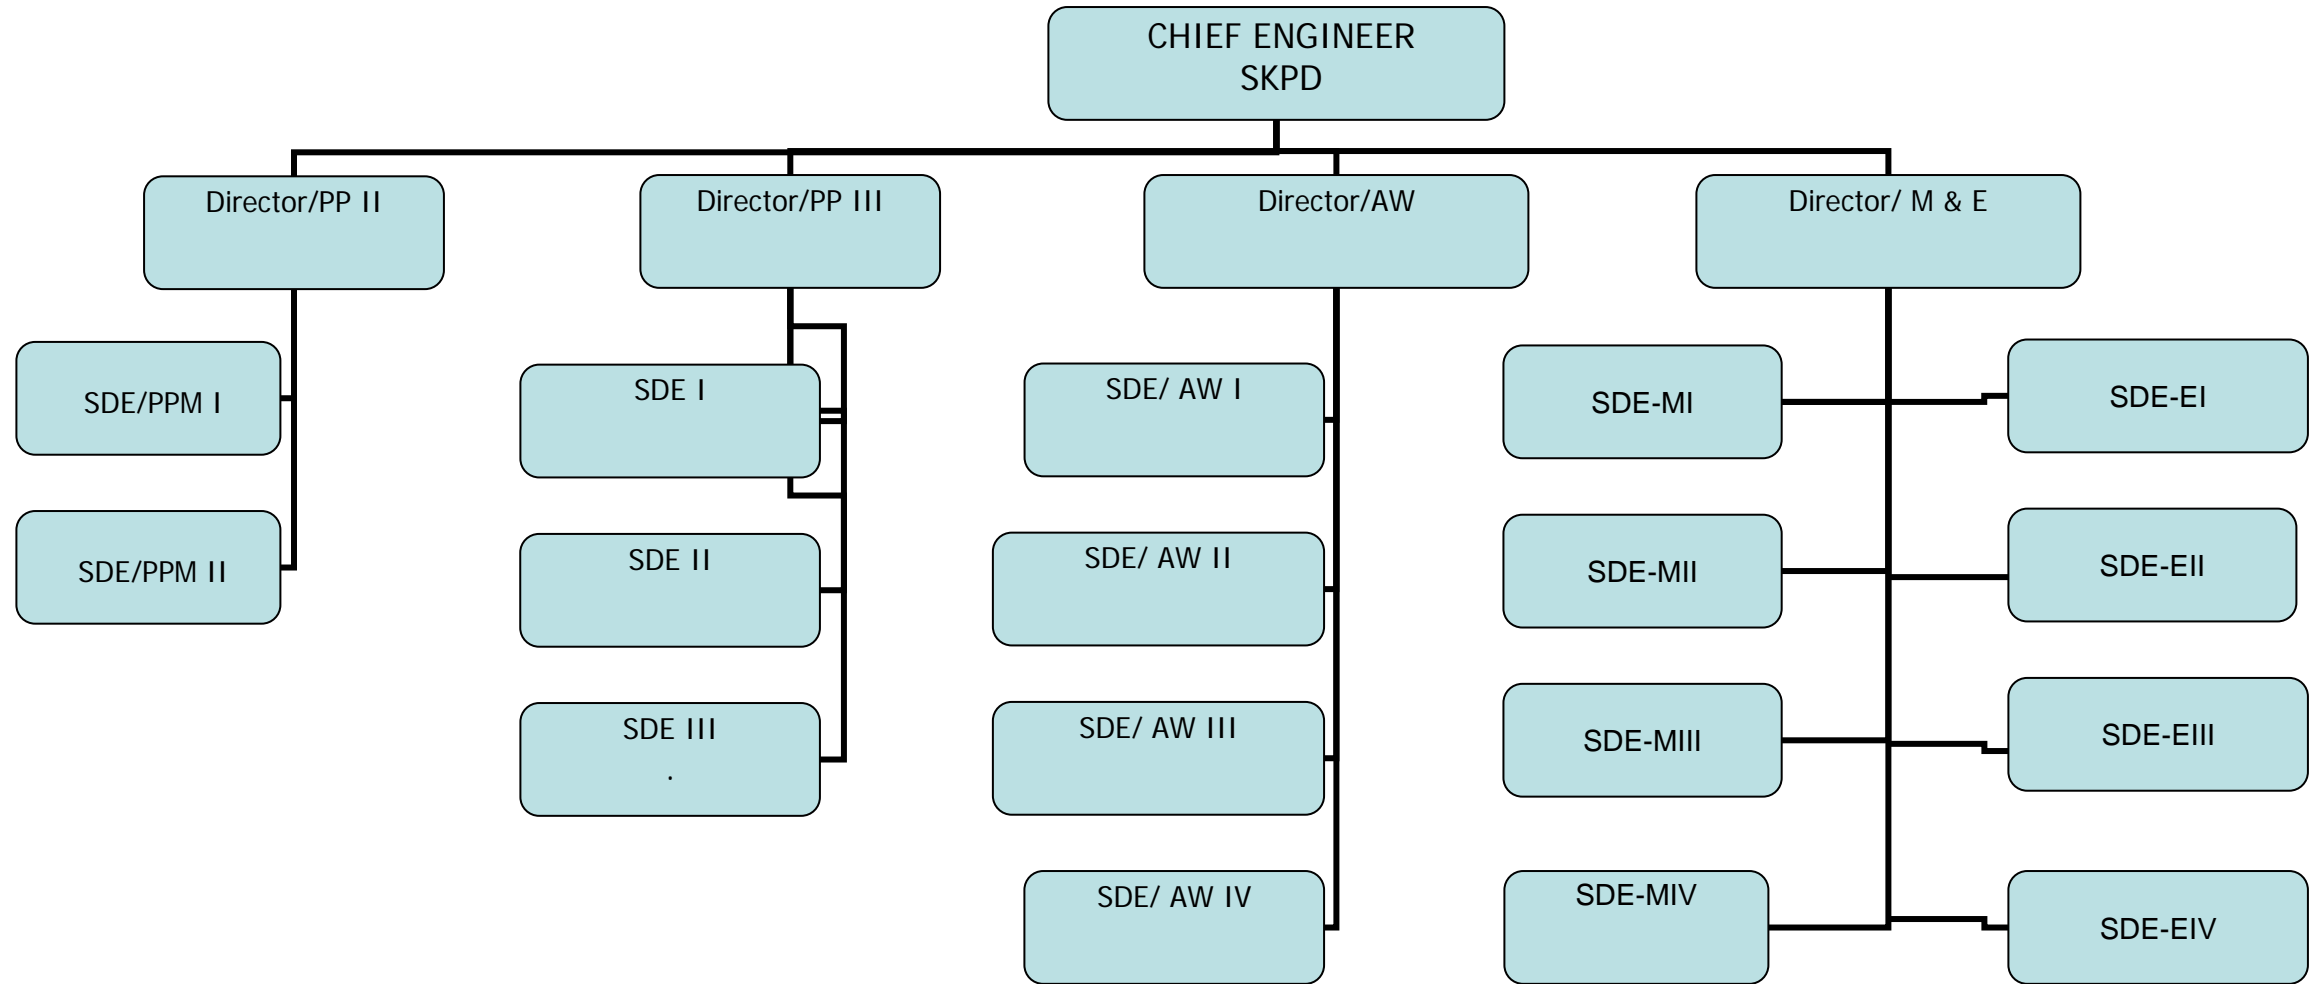 CHIEF ENGINEER
SKPD
Director/PP II
Director/PP III
Director/AW
Director/ M & E
SDE/PPM I
SDE I
SDE/ AW I
SDE-MI
SDE-EI
SDE/PPM II
SDE II
SDE/ AW II
SDE-MII
SDE-EII
SDE III
.
SDE/ AW III
SDE-MIII
SDE-EIII
SDE/ AW IV
SDE-MIV
SDE-EIV